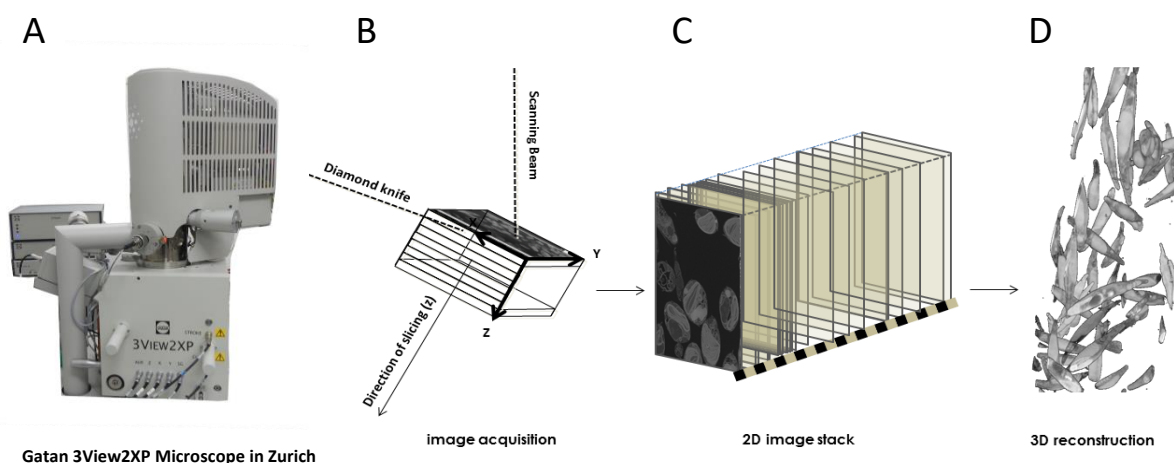 A
B
C
D
Scanning Beam
Diamond knife
X
Y
Z
Direction of slicing (z)
3VIEW2XP
image acquisition
2D image stack
3D reconstruction
Gatan 3View2XP Microscope in Zurich